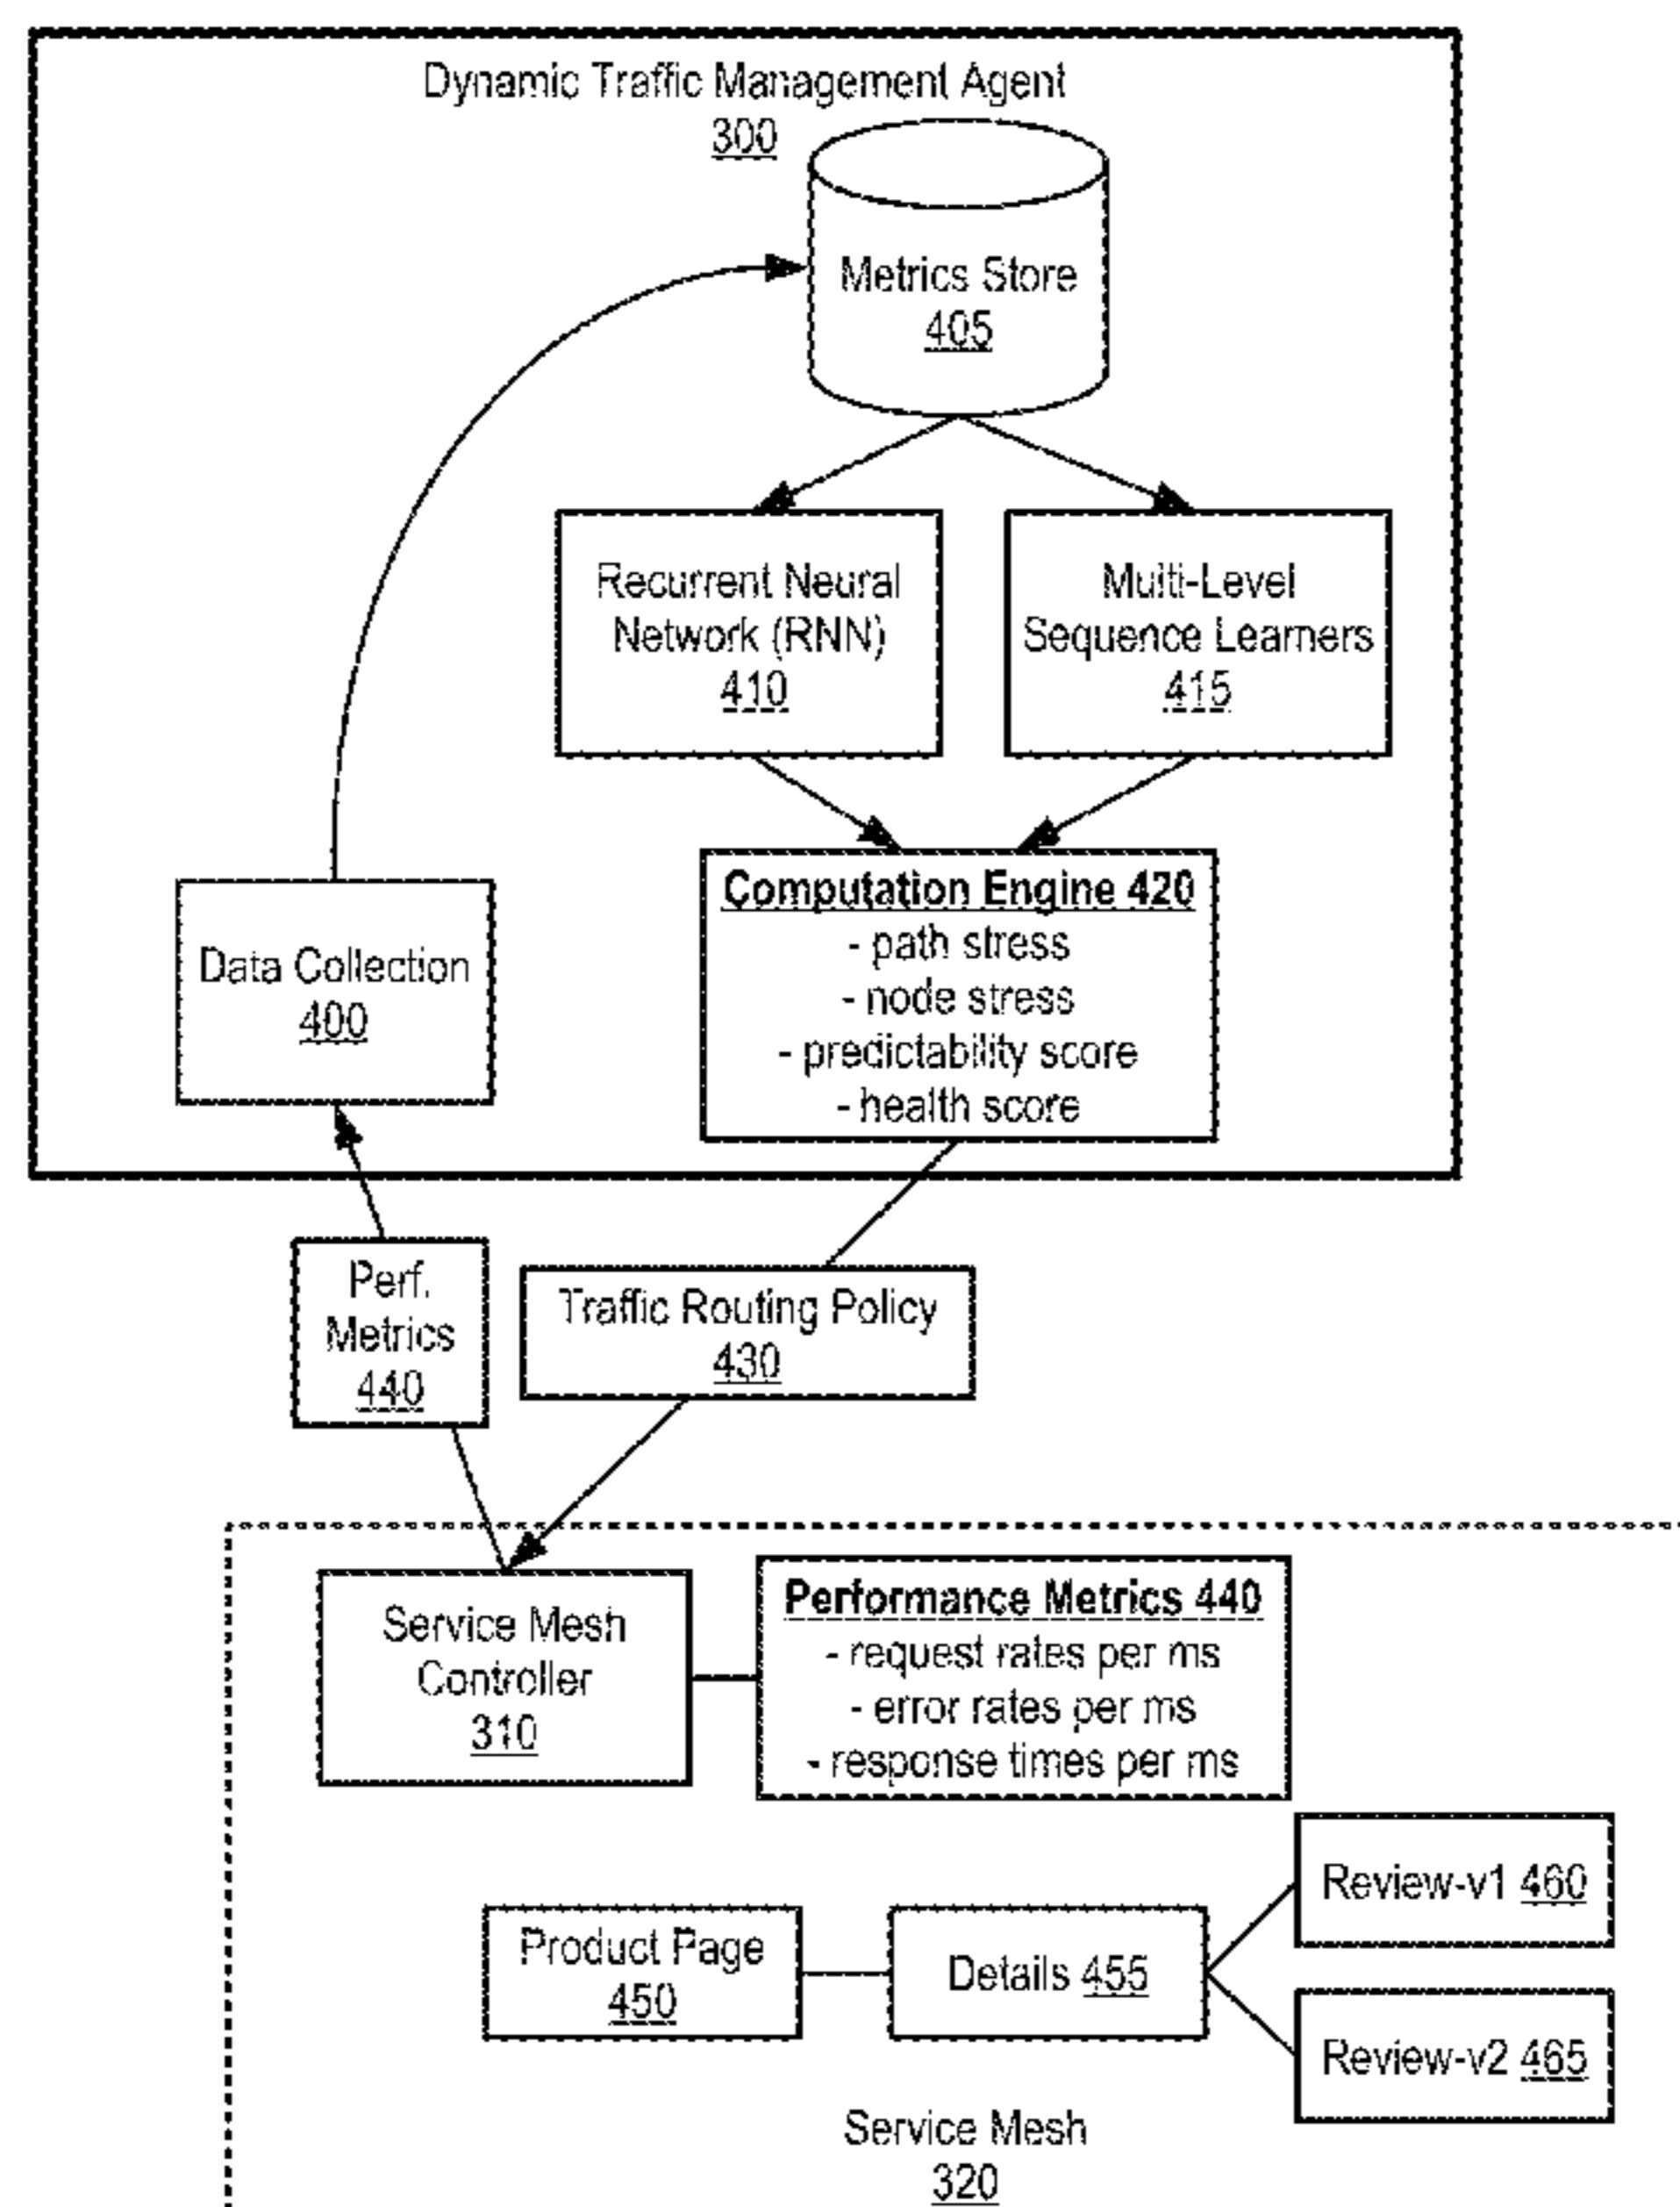 Dynamic Traffic Management Agent
300
Metrics Store
405
Recurrent Neural
Network (RNN)
410
Multi-Level
Sequence Learners
415
Computation Engine 420
- path stress
- node stress
- predictability score
- health score
Data Collection
400
Perf.
Metrics
440
Traffic Routing Policy
430
Service Mesh
Controller
310
Performance Metrics 440
- request rates per ms
- error rates per ms
- response times per ms
Product Page
450
Details 455
Review-v1 460
Review-v2 465
Service Mesh
320